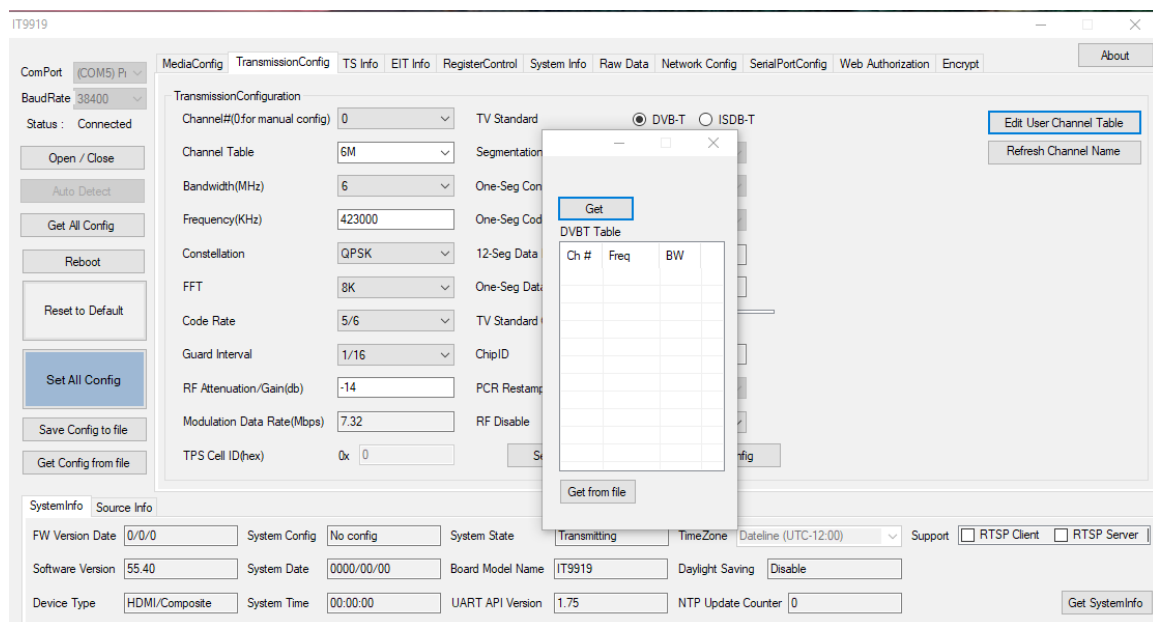 IT9919
ComPort (COM5) Pr
BaudRate 38400
Status : Connected
Open / Close
Auto Detect
Get All Config
Reboot
Reset to Default
Set All Config
Save Config to file
Get Config from file
MediaConfig TransmissionConfig TS Info EIT Info RegisterControl System Info Raw Data Network Config SerialPortConfig Web Authorization Encrypt
About
TransmissionConfiguration
Channel#(0:for manual config) 0
Channel Table 6M
Bandwidth(MHz) 6
Frequency(KHz) 423000
Constellation QPSK
FFT 8K
Code Rate 5/6
Guard Interval 1/16
RF Attenuation/Gain(db) -14
Modulation Data Rate(Mbps) 7.32
TPS Cell ID(hex) 0x 0
TV Standard DVB-T ISDB-T
Segmentation
One-Seg Con
One-Seg Cod
12-Seg Data
One-Seg Data
TV Standard
ChipID
PCR Restamp
RF Disable
Se
nfig
Edit User Channel Table
Refresh Channel Name
Get
DVBT Table
Ch # Freq BW
Get from file
SystemInfo Source Info
FW Version Date 0/0/0 System Config No config System State Transmitting TimeZone Dateline (UTC-12:00) Support RTSP Client RTSP Server
Software Version 55.40 System Date 0000/00/00 Board Model Name IT9919 Daylight Saving Disable
Device Type HDMI/Composite System Time 00:00:00 UART API Version 1.75 NTP Update Counter 0 Get SystemInfo